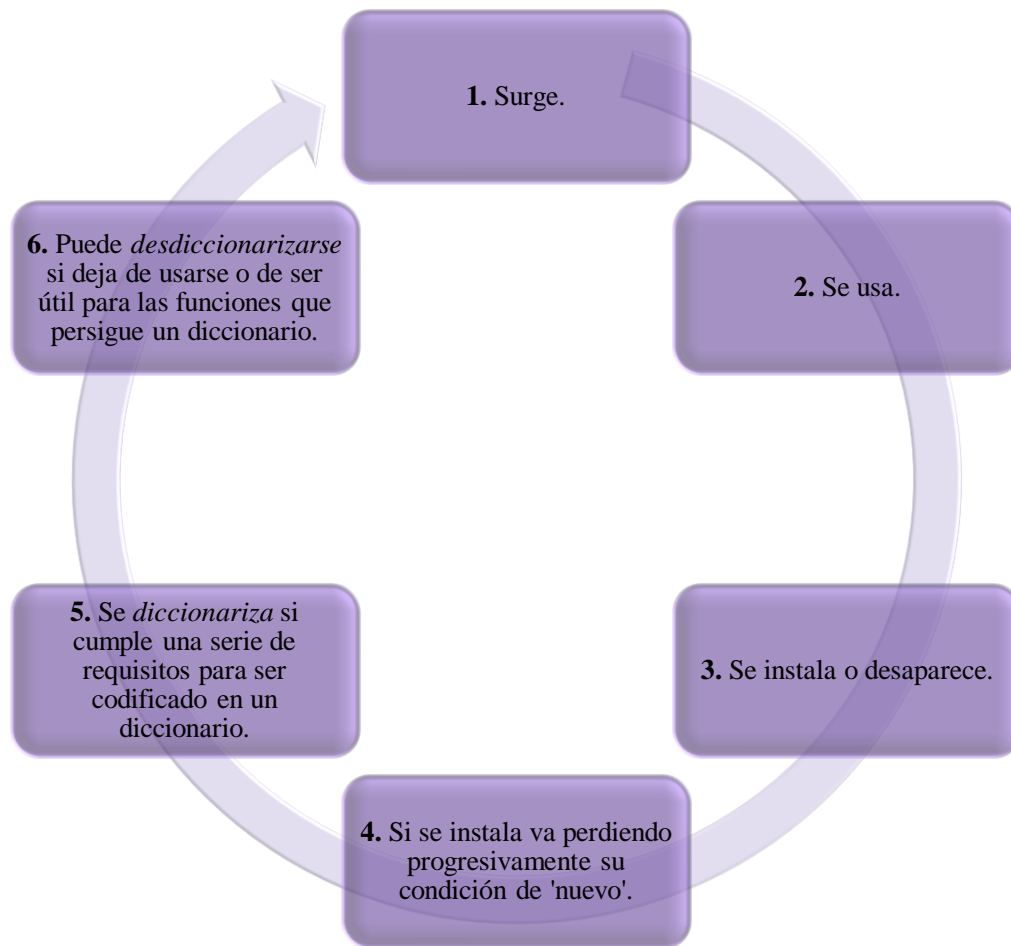 1. Surge.
2. Se usa.
3. Se instala o desaparece.
4. Si se instala va perdiendo
progresivamente su
condición de 'nuevo'.
5. Se diccionariza si
cumple una serie de
requisitos para ser
codificado en un
diccionario.
6. Puede desdiccionarizarse
si deja de usarse o de ser
útil para las funciones que
persigue un diccionario.